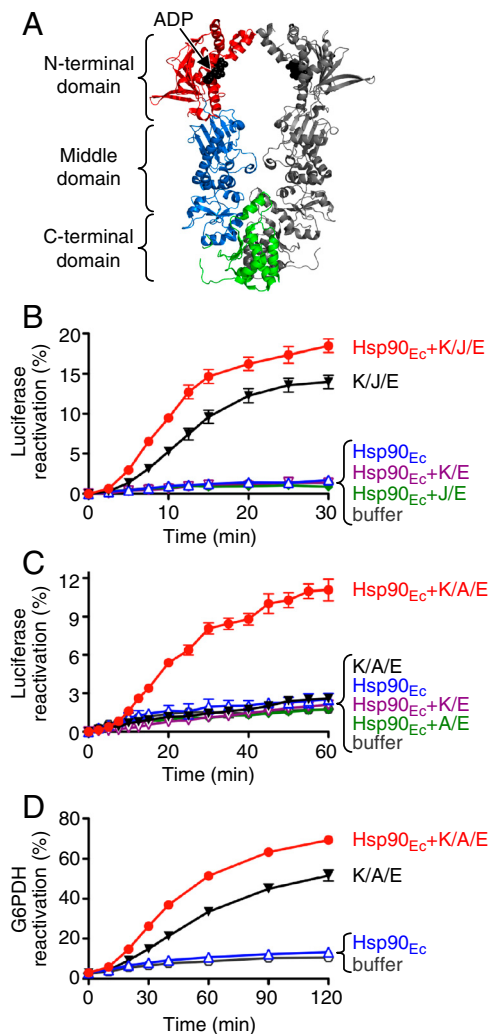 A
ADP
N-terminal
domain
Middle
domain
C-terminal
domain
B
Luciferase
reactivation (%)
20
15
10
5
0
0
10
20
30
Time (min)
Hsp90Ec+K/J/E
K/J/E
Hsp90Ec
Hsp90Ec+K/E
Hsp90Ec+J/E
buffer
C
Luciferase
reactivation (%)
12
9
6
3
0
0
20
40
60
Time (min)
Hsp90Ec+K/A/E
K/A/E
Hsp90Ec
Hsp90Ec+K/E
Hsp90Ec+A/E
buffer
D
G6PDH
reactivation (%)
80
60
40
20
0
0
30
60
90
120
Time (min)
Hsp90Ec+K/A/E
K/A/E
Hsp90Ec
buffer